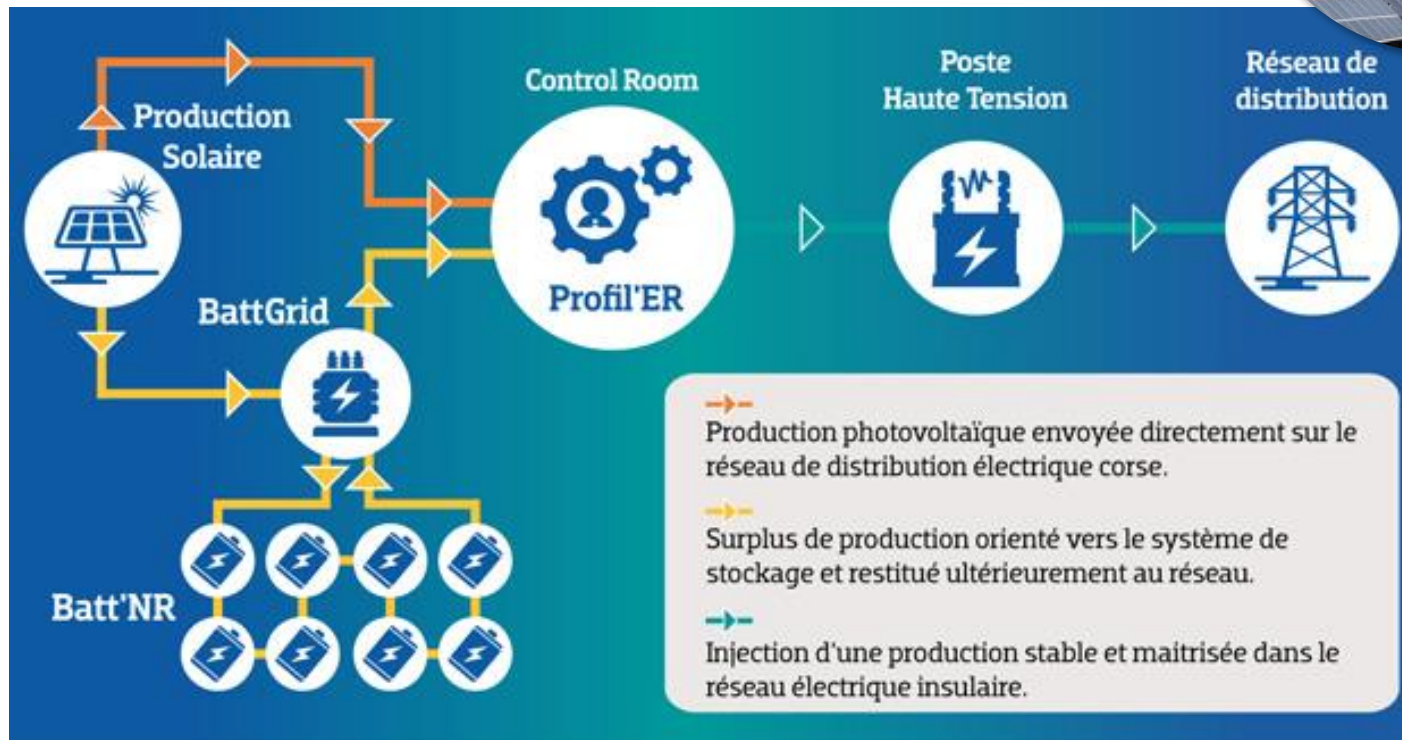 Production
Solaire
Control Room
Profil'ER
Poste
Haute Tension
Réseau de
distribution
BattGrid
Batt'NR
Production photovoltaïque envoyée directement sur le
réseau de distribution électrique corse.
Surplus de production orienté vers le système de
stockage et restitué ultérieurement au réseau.
Injection d'une production stable et maitrisée dans le
réseau électrique insulaire.